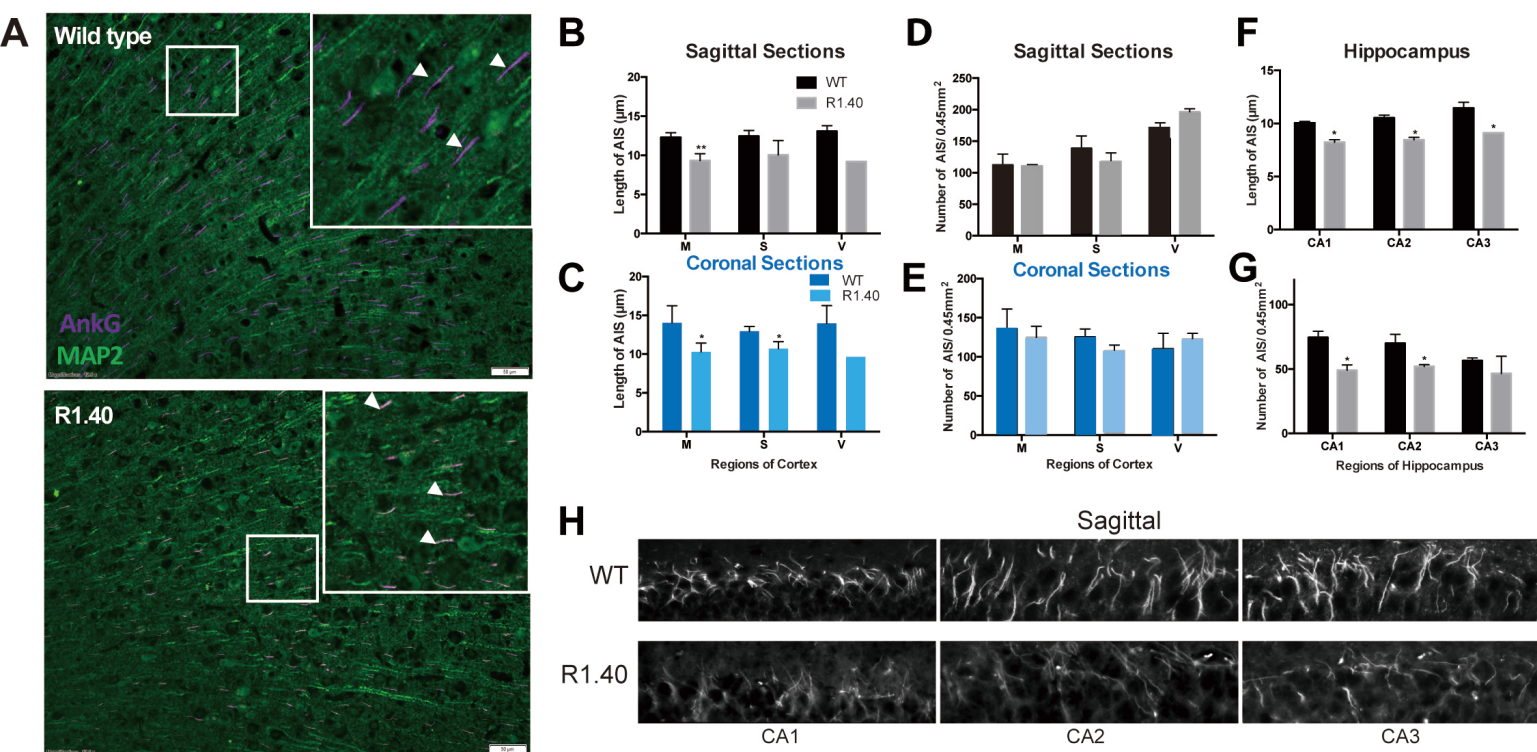 A
Wild type
AnkG
MAP2
50 µm
R1.40
50 µm
B
Sagittal Sections
Length of AIS (µm)
20
15
10
5
0
WT
R1.40
**
M
S
V
C
Coronal Sections
Length of AIS (µm)
20
15
10
5
0
WT
R1.40
*
*
M
S
V
Regions of Cortex
D
Sagittal Sections
Number of AIS/ 0.45mm2
250
200
150
100
50
0
M
S
V
E
Coronal Sections
Number of AIS/ 0.45mm2
200
150
100
50
0
M
S
V
Regions of Cortex
F
Hippocampus
Length of AIS (µm)
15
10
5
0
*
*
*
CA1
CA2
CA3
G
Number of AIS/ 0.45mm2
100
50
0
*
*
CA1
CA2
CA3
Regions of Hippocampus
H
Sagittal
WT
R1.40
CA1
CA2
CA3